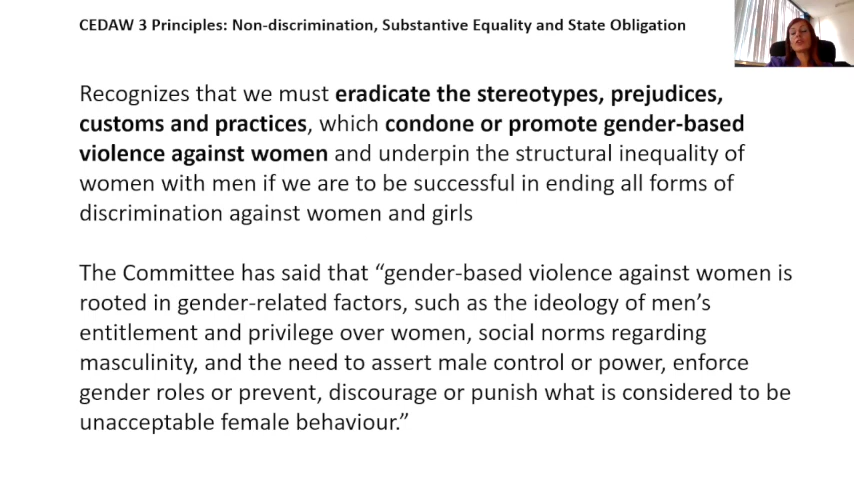 CEDAW 3 Principles: Non-discrimination, Substantive Equality and State Obligation
Recognizes that we must eradicate the stereotypes, prejudices,
customs and practices, which condone or promote gender-based
violence against women and underpin the structural inequality of
women with men if we are to be successful in ending all forms of
discrimination against women and girls
The Committee has said that “gender-based violence against women is
rooted in gender-related factors, such as the ideology of men’s
entitlement and privilege over women, social norms regarding
masculinity, and the need to assert male control or power, enforce
gender roles or prevent, discourage or punish what is considered to be
unacceptable female behaviour.”